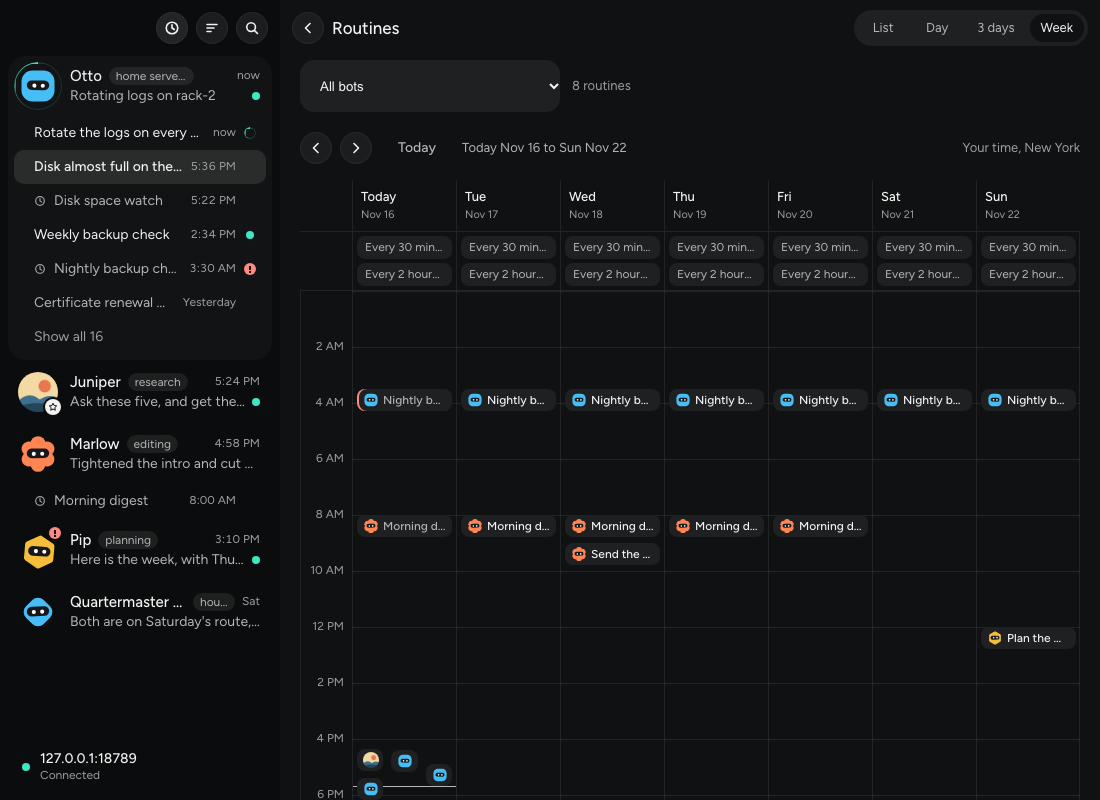 Otto home serve... now
Rotating logs on rack-2
Rotate the logs on every ... now
Disk almost full on the... 5:36 PM
Disk space watch 5:22 PM
Weekly backup check 2:34 PM
Nightly backup ch... 3:30 AM
Certificate renewal ... Yesterday
Show all 16
Juniper research 5:24 PM
Ask these five, and get the...
Marlow editing 4:58 PM
Tightened the intro and cut ...
Morning digest 8:00 AM
Pip planning 3:10 PM
Here is the week, with Thu...
Quartermaster ... hou... Sat
Both are on Saturday's route,...
127.0.0.1:18789
Connected
Routines
List Day 3 days Week
All bots 8 routines
Today Today Nov 16 to Sun Nov 22 Your time, New York
Today Tue Wed Thu Fri Sat Sun
Nov 16 Nov 17 Nov 18 Nov 19 Nov 20 Nov 21 Nov 22
Every 30 min... Every 30 min... Every 30 min... Every 30 min... Every 30 min... Every 30 min... Every 30 min...
Every 2 hour... Every 2 hour... Every 2 hour... Every 2 hour... Every 2 hour... Every 2 hour... Every 2 hour...
2 AM
4 AM Nightly b... Nightly b... Nightly b... Nightly b... Nightly b... Nightly b... Nightly b...
6 AM
8 AM
Morning d... Morning d... Morning d... Morning d... Morning d...
Send the ...
10 AM
12 PM
Plan the ...
2 PM
4 PM
6 PM